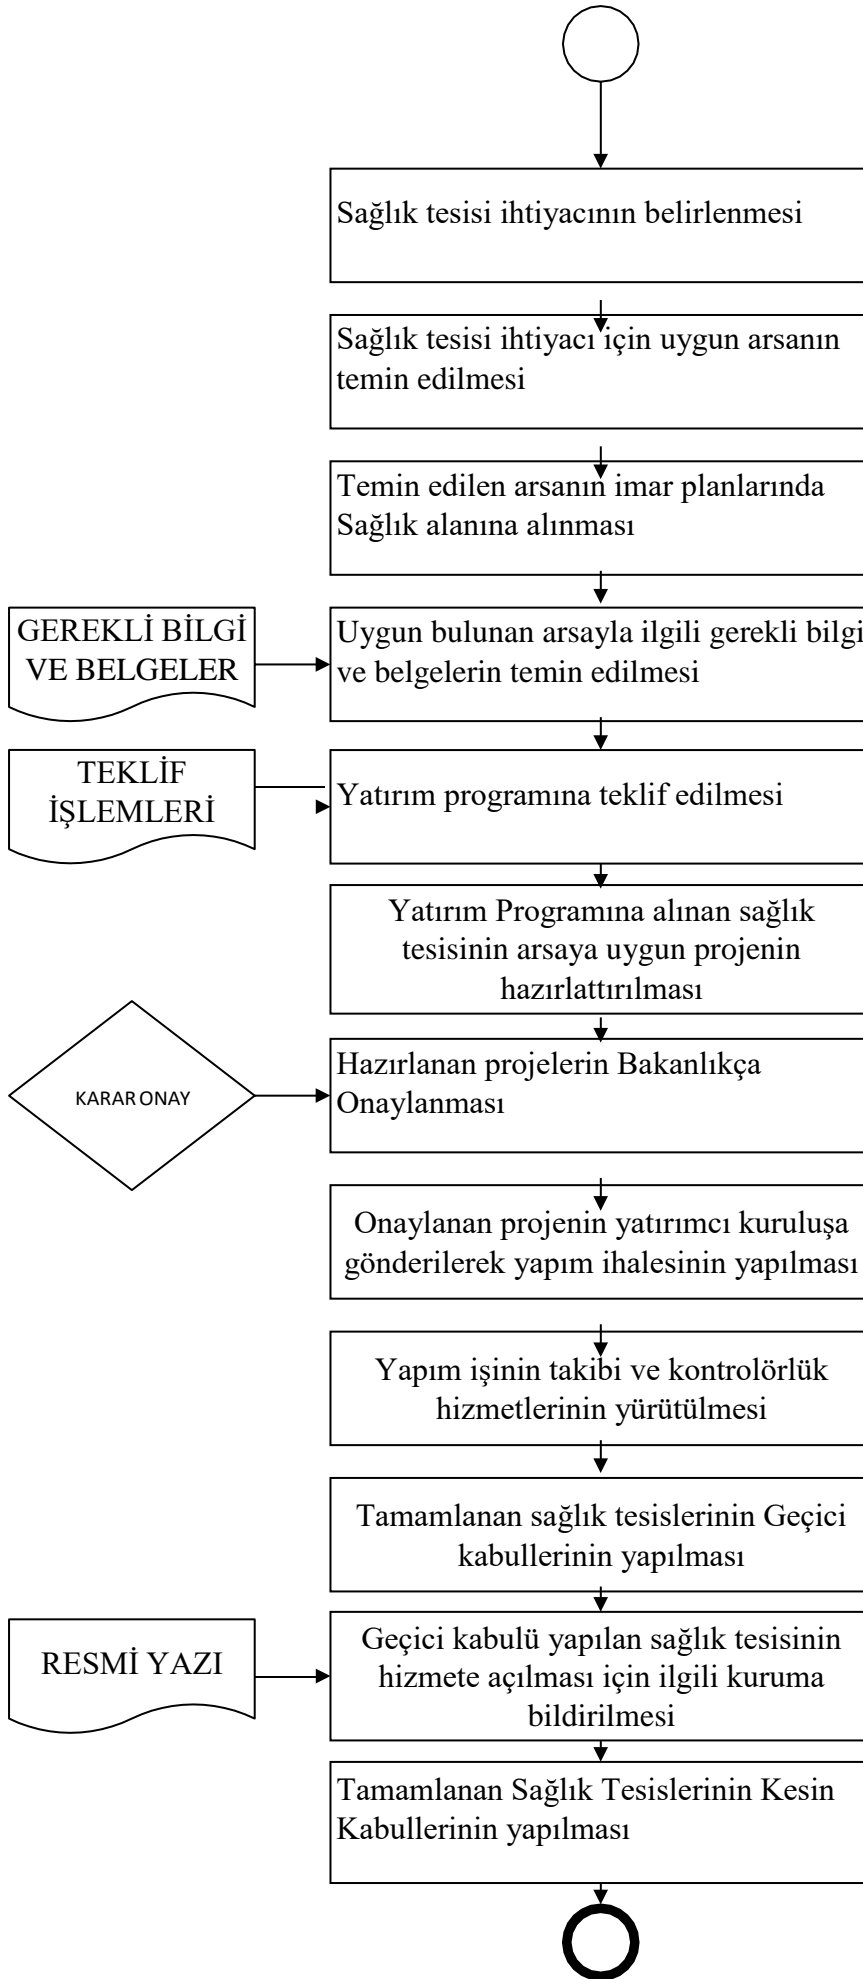 Sağlık tesisi ihtiyacının belirlenmesi
Sağlık tesisi ihtiyacı için uygun arsanın
temin edilmesi
Temin edilen arsanın imar planlarında
Sağlık alanına alınması
GEREKLİ BİLGİ
VE BELGELER
Uygun bulunan arsayla ilgili gerekli bilgi
ve belgelerin temin edilmesi
TEKLİF
İŞLEMLERİ
Yatırım programına teklif edilmesi
Yatırım Programına alınan sağlık
tesisinin arsaya uygun projenin
hazırlattırılması
KARAR ONAY
Hazırlanan projelerin Bakanlıkça
Onaylanması
Onaylanan projenin yatırımcı kuruluşa
gönderilerek yapım ihalesinin yapılması
Yapım işinin takibi ve kontrolörlük
hizmetlerinin yürütülmesi
Tamamlanan sağlık tesislerinin Geçici
kabullerinin yapılması
RESMİ YAZI
Geçici kabulü yapılan sağlık tesisinin
hizmete açılması için ilgili kuruma
bildirilmesi
Tamamlanan Sağlık Tesislerinin Kesin
Kabullerinin yapılması